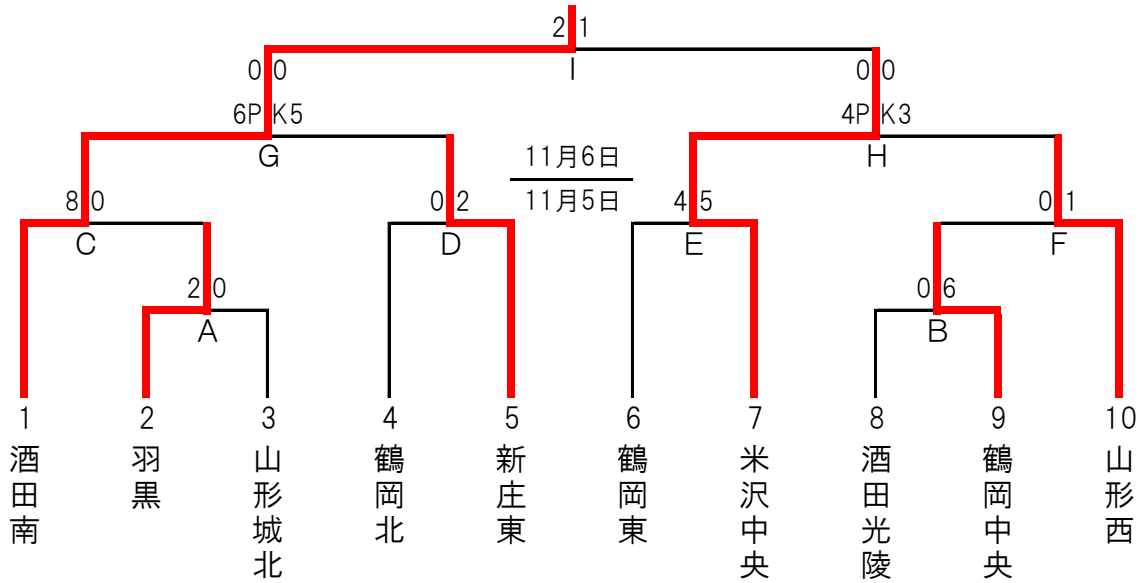 2 1
I
0 0
0 0
6PK5
4PK3
G
H
11月6日
11月5日
8 0
0 2
4 5
0 1
C
D
E
F
2 0
0 6
A
B
1
2
3
4
5
6
7
8
9
10
酒田南
羽黒
山形城北
鶴岡北
新庄東
鶴岡東
米沢中央
酒田光陵
鶴岡中央
山形西